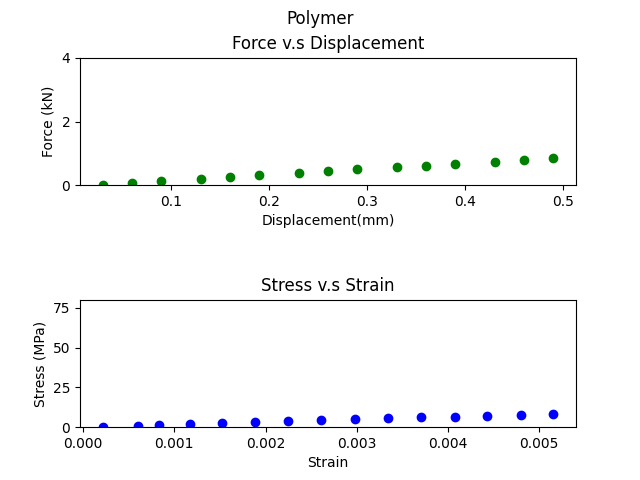 Polymer
Force v.s Displacement
4
2
0
Force (kN)
0.1 0.2 0.3 0.4 0.5
Displacement(mm)
Stress v.s Strain
75
50
25
0
Stress (MPa)
0.000 0.001 0.002 0.003 0.004 0.005
Strain